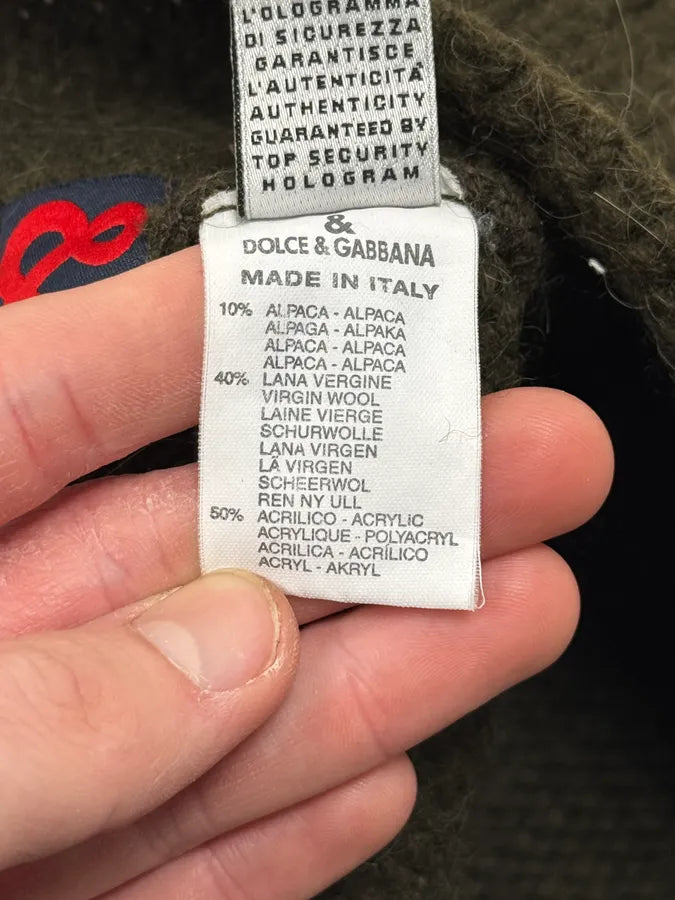 L'OLOGRAMMA
DI SICUREZZA
GARANTISCE
L'AUTENTICITÀ
AUTHENTICITY
GUARANTEED BY
TOP SECURITY
HOLOGRAM
&
DOLCE & GABBANA
MADE IN ITALY
10% ALPACA - ALPACA
ALPAGA - ALPAKA
ALPACA - ALPACA
ALPACA - ALPACA
40% LANA VERGINE
VIRGIN WOOL
LAINE VIERGE
SCHURWOLLE
LANA VIRGEN
LÃ VIRGEN
SCHEERWOL
REN NY ULL
50% ACRILICO - ACRYLIC
ACRYLIQUE - POLYACRYL
ACRILICA - ACRÍLICO
ACRYL - AKRYL